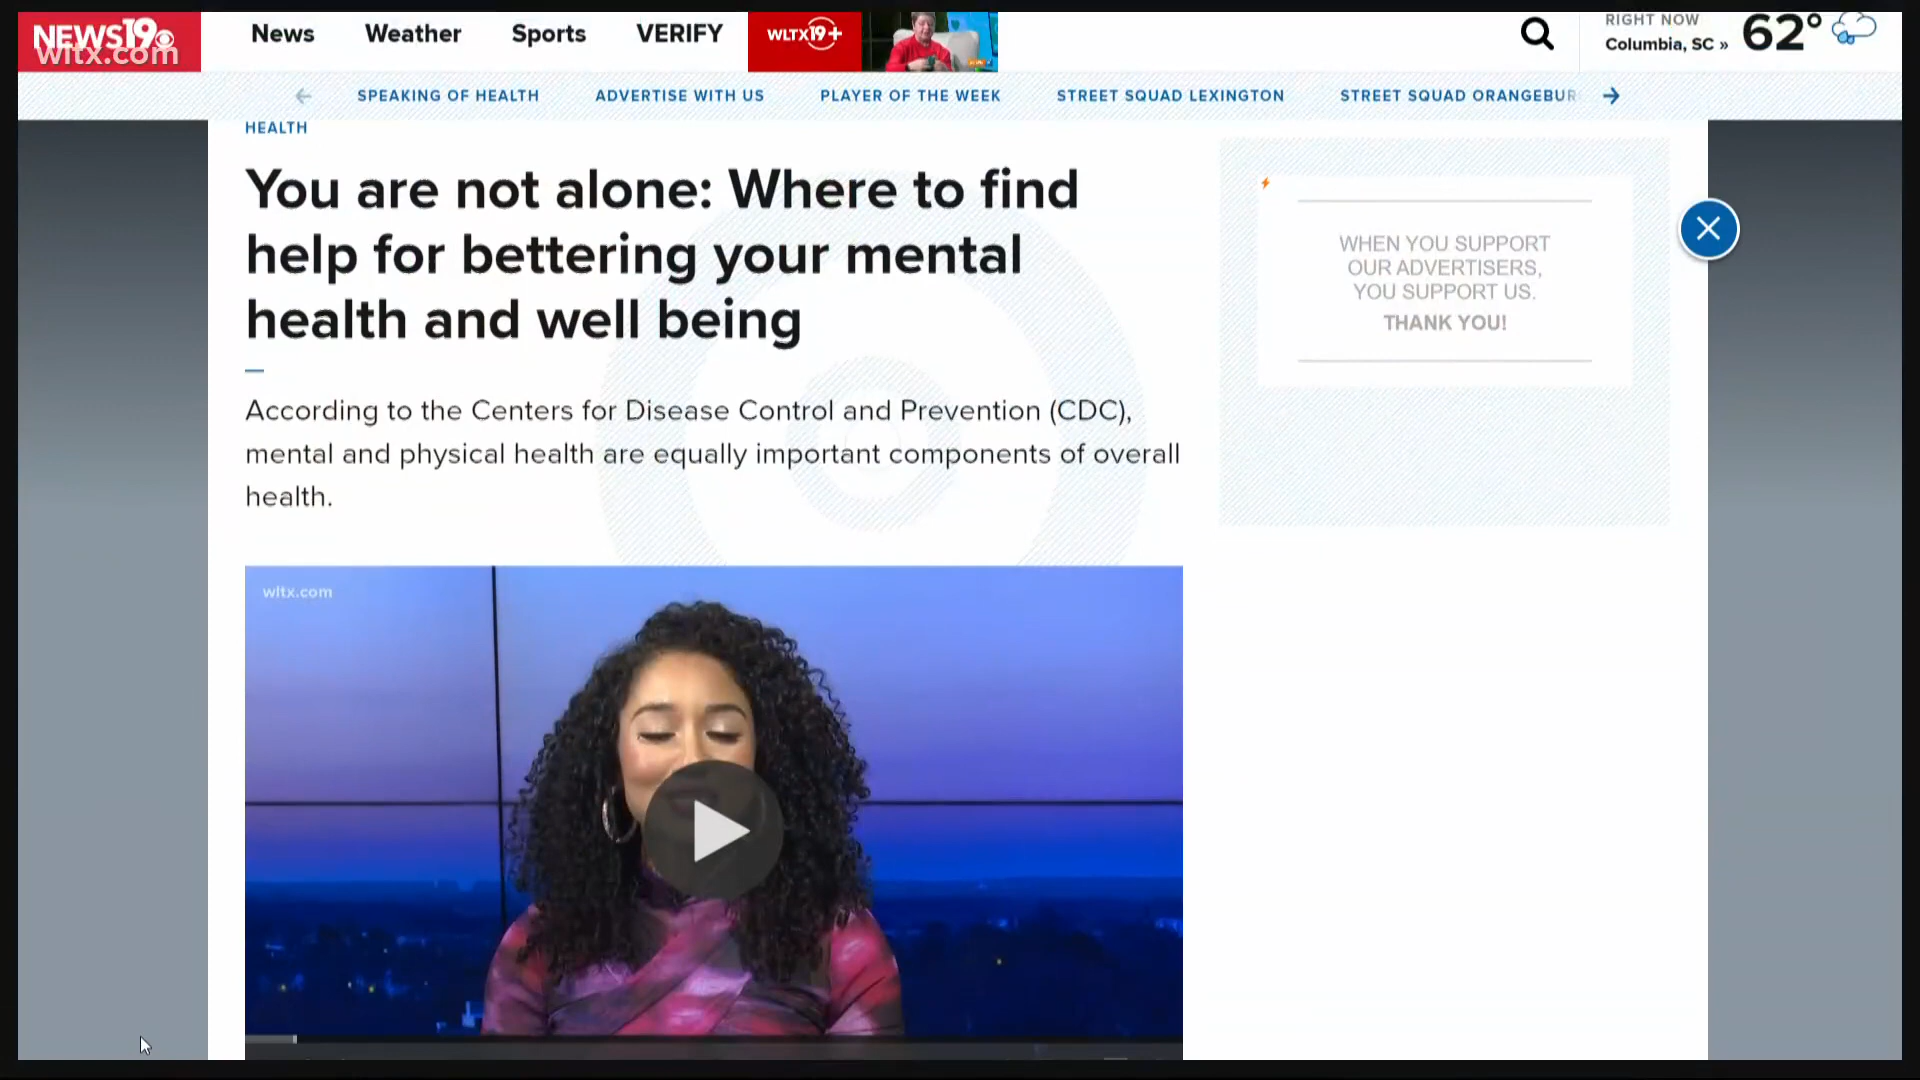 NEWS19
wltx.com
News
Weather
Sports
VERIFY
WLTX19+
RIGHT NOW
Columbia, SC »
62°
SPEAKING OF HEALTH
ADVERTISE WITH US
PLAYER OF THE WEEK
STREET SQUAD LEXINGTON
STREET SQUAD ORANGEBUR
HEALTH
You are not alone: Where to find
help for bettering your mental
health and well being
According to the Centers for Disease Control and Prevention (CDC),
mental and physical health are equally important components of overall
health.
WHEN YOU SUPPORT
OUR ADVERTISERS,
YOU SUPPORT US.
THANK YOU!
wltx.com